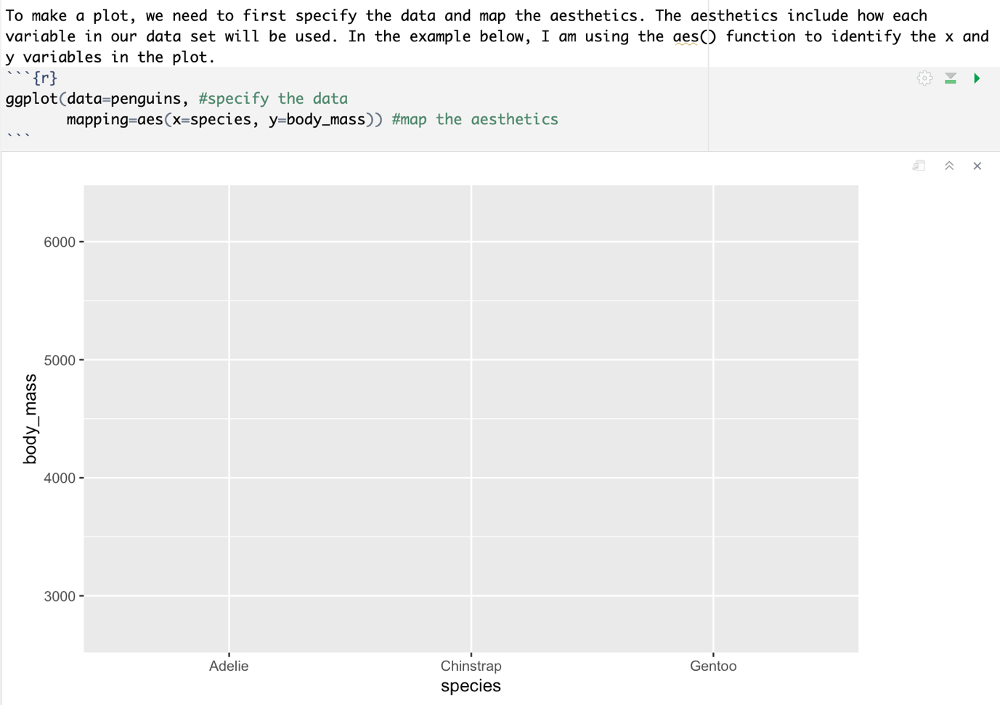 To make a plot, we need to first specify the data and map the aesthetics. The aesthetics include how each
variable in our data set will be used. In the example below, I am using the aes() function to identify the x and
y variables in the plot.
```{r}
ggplot(data=penguins, #specify the data
       mapping=aes(x=species, y=body_mass)) #map the aesthetics
```
6000
5000
4000
3000
body_mass
Adelie Chinstrap Gentoo
species